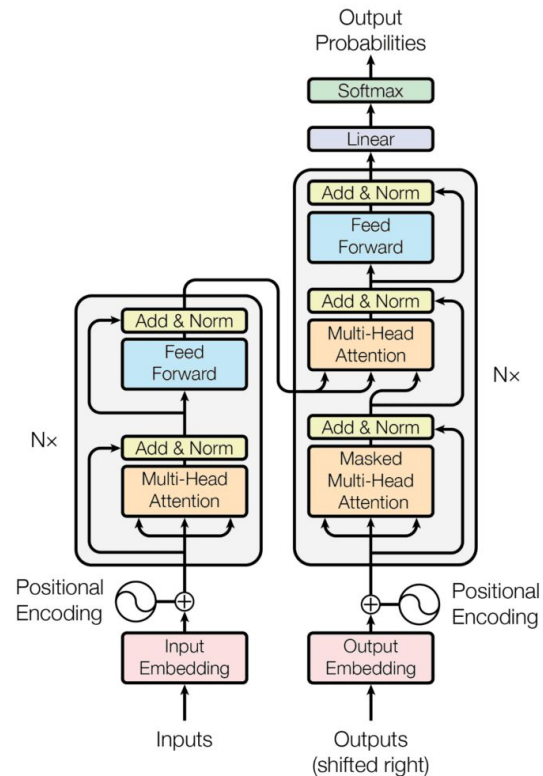 Output
Probabilities
Softmax
Linear
Add & Norm
Feed
Forward
Add & Norm
Multi-Head
Attention
Nx
Add & Norm
Masked
Multi-Head
Attention
Add & Norm
Feed
Forward
Nx
Add & Norm
Multi-Head
Attention
Positional
Encoding
Positional
Encoding
Input
Embedding
Output
Embedding
Inputs
Outputs
(shifted right)